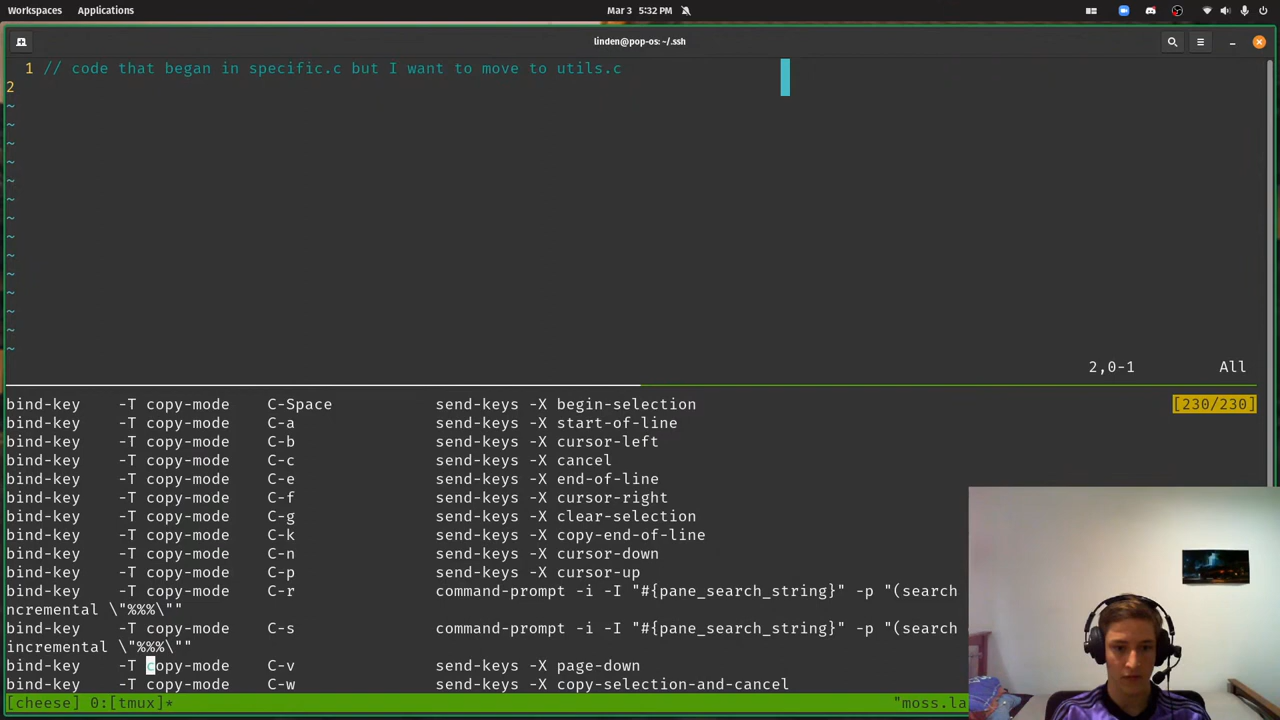 Workspaces Applications Mar 3 5:32 PM
linden@pop-os: ~/.ssh
1 // code that began in specific.c but I want to move to utils.c
2
~
~
~
~
~
~
~
~
~
~
~
~
~
~
2,0-1 All
bind-key -T copy-mode C-Space send-keys -X begin-selection [230/230]
bind-key -T copy-mode C-a send-keys -X start-of-line
bind-key -T copy-mode C-b send-keys -X cursor-left
bind-key -T copy-mode C-c send-keys -X cancel
bind-key -T copy-mode C-e send-keys -X end-of-line
bind-key -T copy-mode C-f send-keys -X cursor-right
bind-key -T copy-mode C-g send-keys -X clear-selection
bind-key -T copy-mode C-k send-keys -X copy-end-of-line
bind-key -T copy-mode C-n send-keys -X cursor-down
bind-key -T copy-mode C-p send-keys -X cursor-up
bind-key -T copy-mode C-r command-prompt -i -I "#{pane_search_string}" -p "(search
ncremental \"%%%\""
bind-key -T copy-mode C-s command-prompt -i -I "#{pane_search_string}" -p "(search
incremental \"%%%\""
bind-key -T copy-mode C-v send-keys -X page-down
bind-key -T copy-mode C-w send-keys -X copy-selection-and-cancel
[cheese] 0:[tmux]* "moss.la